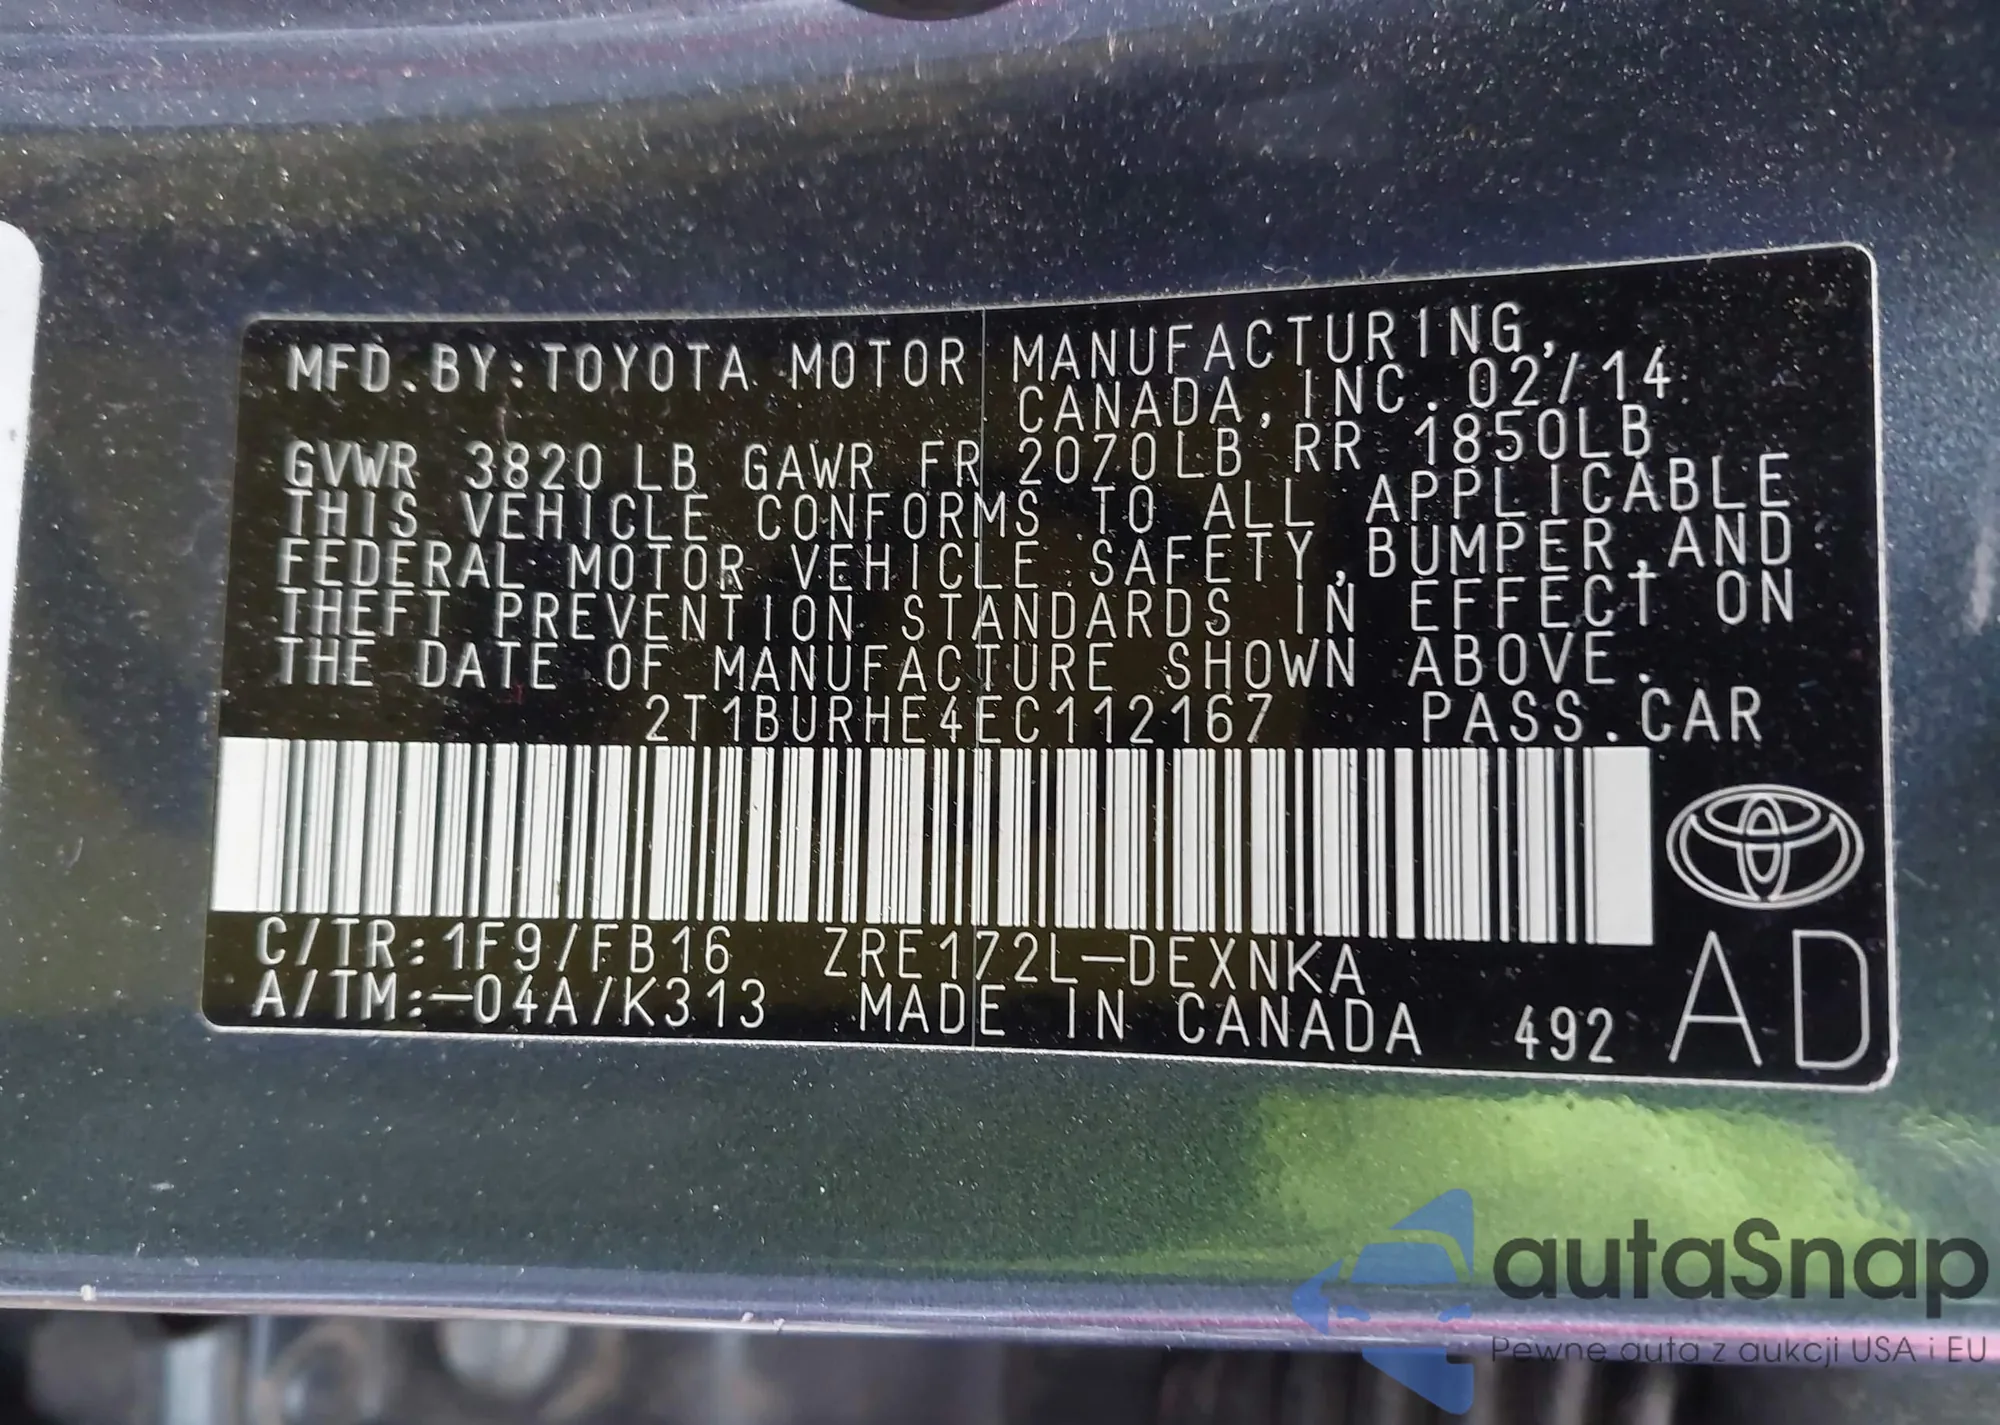 MFD.BY:TOYOTA MOTOR MANUFACTURING,
CANADA,INC. 02/14
GVWR 3820LB GAWR FR 2070LB RR 1850LB
THIS VEHICLE CONFORMS TO ALL APPLICABLE
FEDERAL MOTOR VEHICLE SAFETY,BUMPER,AND
THEFT PREVENTION STANDARDS IN EFFECT ON
THE DATE OF MANUFACTURE SHOWN ABOVE.
2T1BURHE4EC112167 PASS.CAR
C/TR:1F9/FB16 ZRE172L-DEXNKA
A/TM:-04A/K313 MADE IN CANADA 492
AD
autaSnap
Pewne auta z aukcji USA i EU